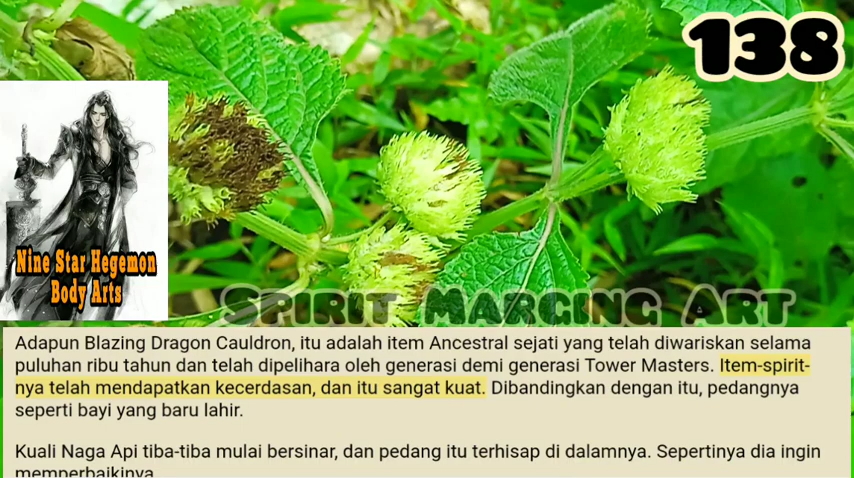 138
Nine Star Hegemon
Body Arts
Spirit Marging Art
Adapun Blazing Dragon Cauldron, itu adalah item Ancestral sejati yang telah diwariskan selama
puluhan ribu tahun dan telah dipelihara oleh generasi demi generasi Tower Masters. Item-spirit-
nya telah mendapatkan kecerdasan, dan itu sangat kuat. Dibandingkan dengan itu, pedangnya
seperti bayi yang baru lahir.
Kuali Naga Api tiba-tiba mulai bersinar, dan pedang itu terhisap di dalamnya. Sepertinya dia ingin
memperbaikinya